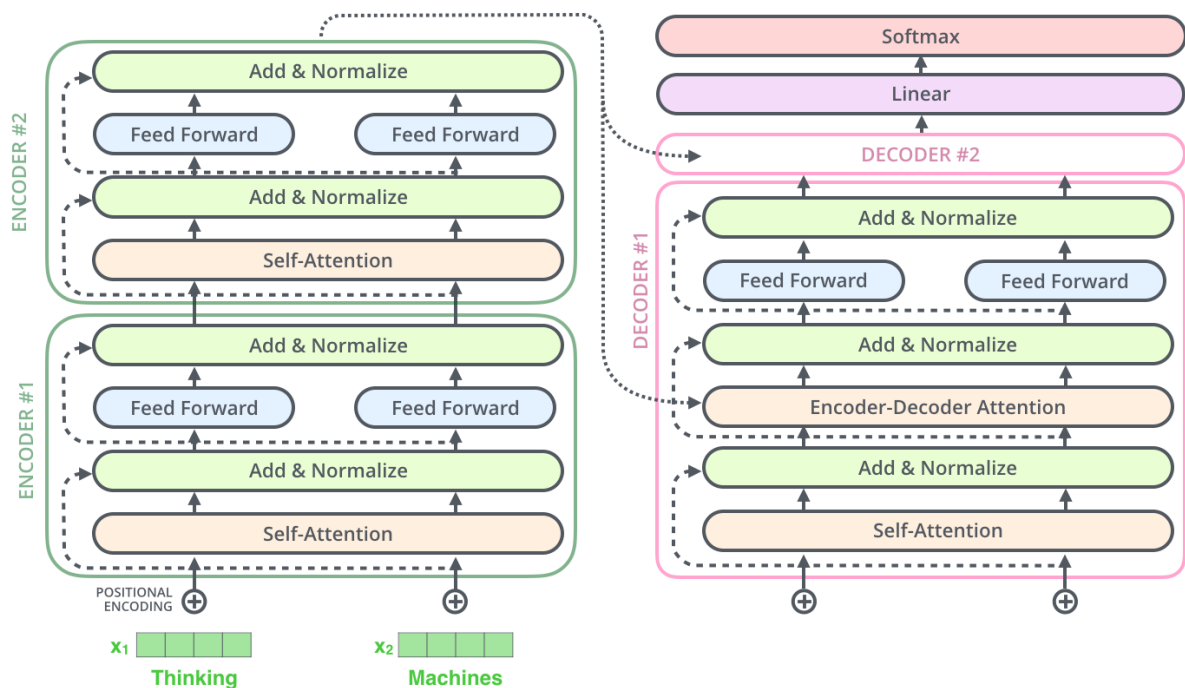 ENCODER #2
Add & Normalize
Feed Forward
Feed Forward
Add & Normalize
Self-Attention
ENCODER #1
Add & Normalize
Feed Forward
Feed Forward
Add & Normalize
Self-Attention
POSITIONAL
ENCODING
x₁
x₂
Thinking
Machines
Softmax
Linear
DECODER #2
DECODER #1
Add & Normalize
Feed Forward
Feed Forward
Add & Normalize
Encoder-Decoder Attention
Add & Normalize
Self-Attention